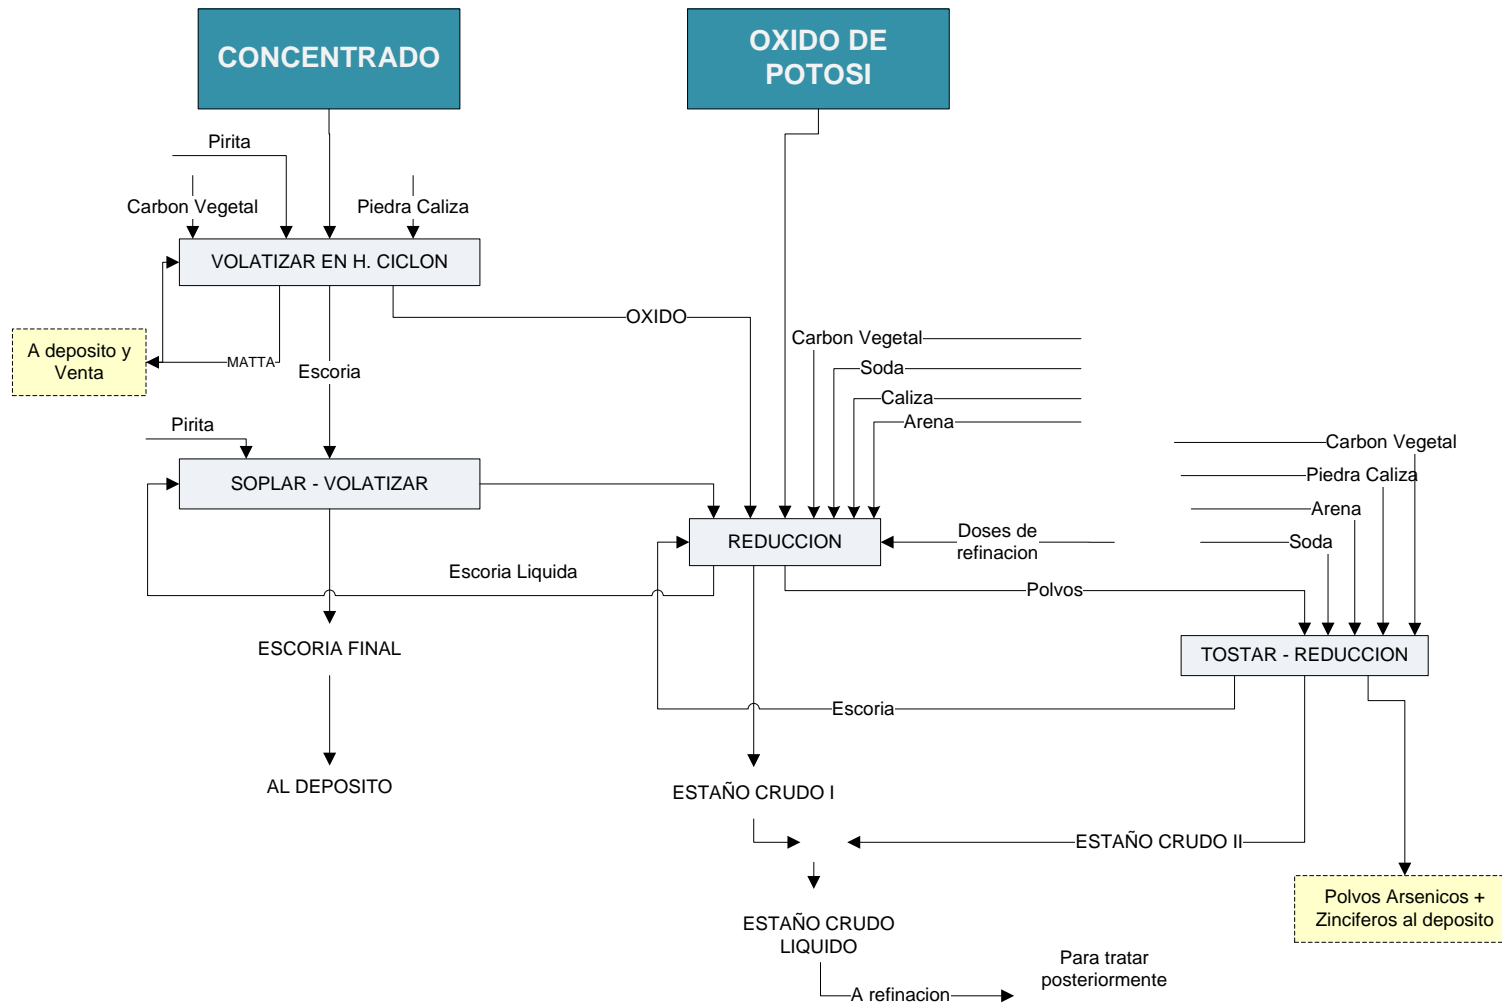 CONCENTRADO
OXIDO DE
POTOSI
Pirita
Carbon Vegetal
Piedra Caliza
VOLATIZAR EN H. CICLON
OXIDO
A deposito y
Venta
MATTA
Escoria
Carbon Vegetal
Soda
Caliza
Arena
Pirita
Carbon Vegetal
Piedra Caliza
Arena
Soda
SOPLAR - VOLATIZAR
REDUCCION
Doses de
refinacion
Escoria Liquida
Polvos
ESCORIA FINAL
TOSTAR - REDUCCION
Escoria
AL DEPOSITO
ESTAÑO CRUDO I
ESTAÑO CRUDO II
Polvos Arsenicos +
Zinciferos al deposito
ESTAÑO CRUDO
LIQUIDO
Para tratar
posteriormente
A refinacion